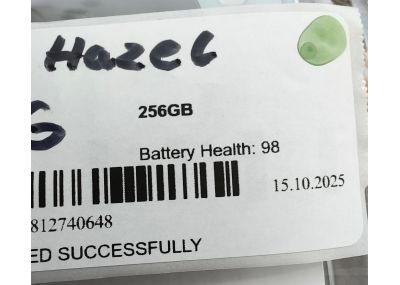 Hazel
256GB
Battery Health: 98
15.10.2025
812740648
ED SUCCESSFULLY